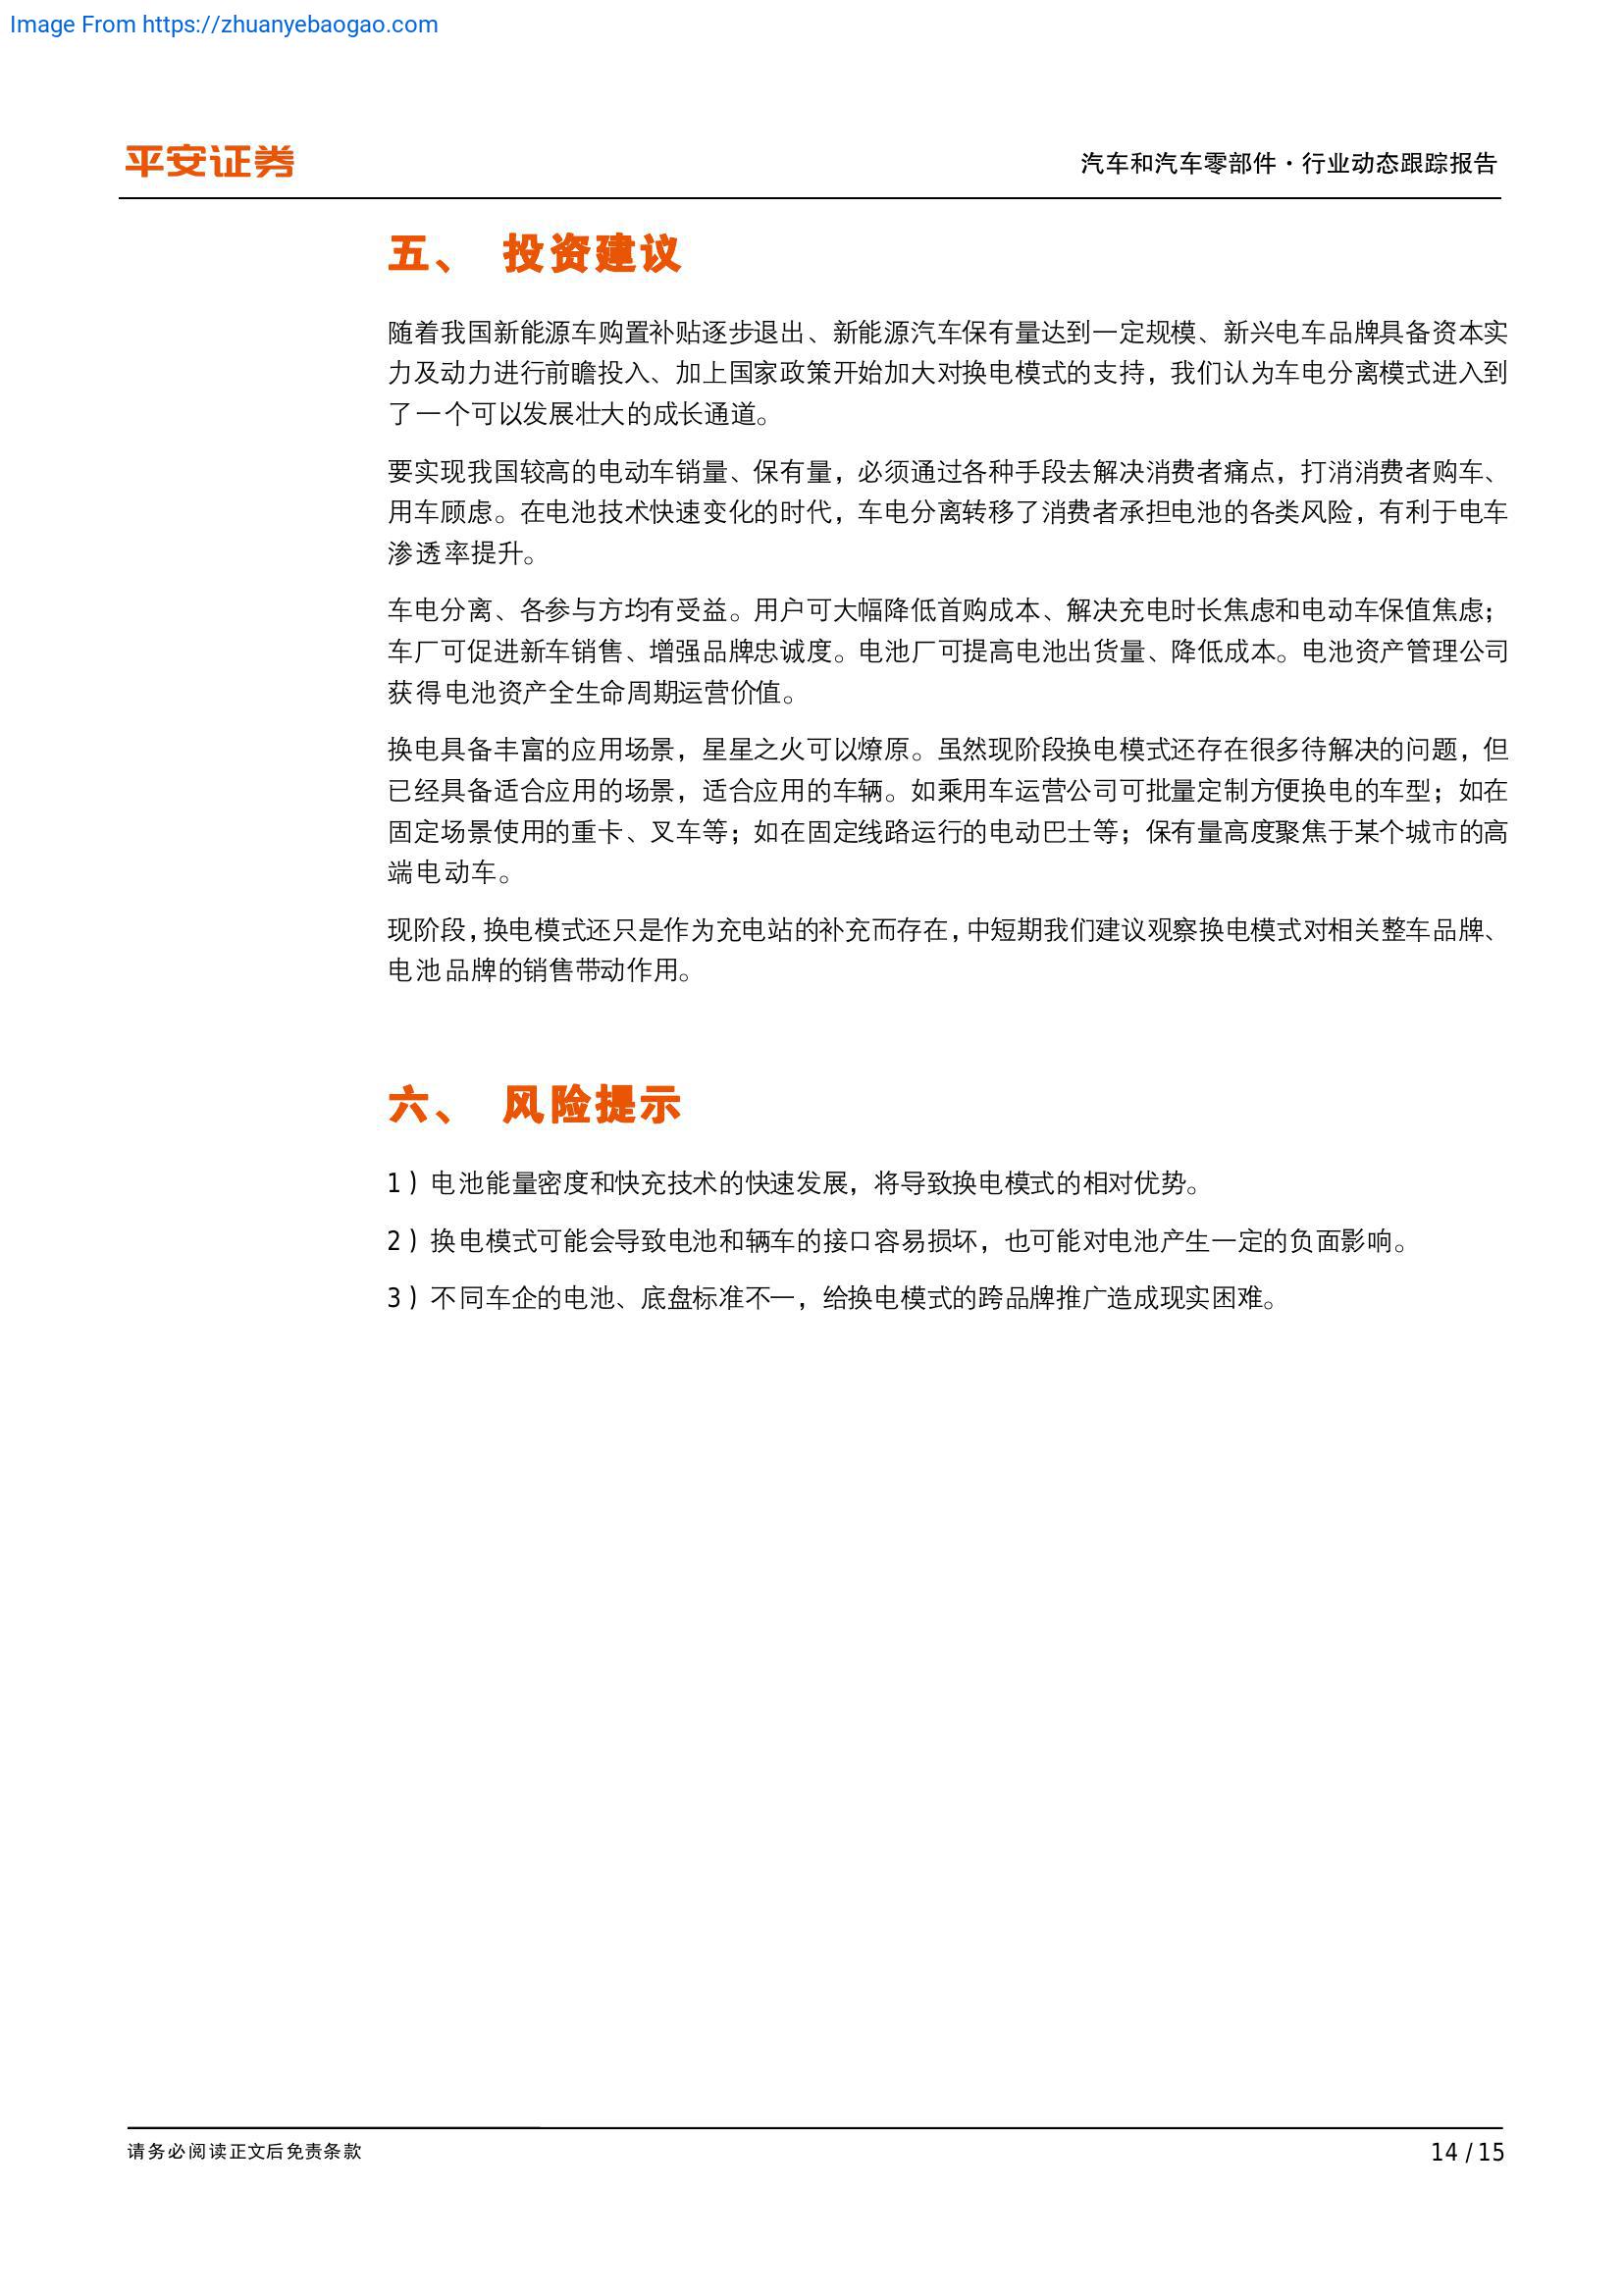 Image From https://zhuanyebaogao.com
平安证券
汽车和汽车零部件·行业动态跟踪报告
五、 投资建议
随着我国新能源车购置补贴逐步退出、新能源汽车保有量达到一定规模、新兴电车品牌具备资本实
力及动力进行前瞻投入、加上国家政策开始加大对换电模式的支持，我们认为车电分离模式进入到
了一个可以发展壮大的成长通道。
要实现我国较高的电动车销量、保有量，必须通过各种手段去解决消费者痛点，打消消费者购车、
用车顾虑。在电池技术快速变化的时代，车电分离转移了消费者承担电池的各类风险，有利于电车
渗透率提升。
车电分离、各参与方均有受益。用户可大幅降低首购成本、解决充电时长焦虑和电动车保值焦虑；
车厂可促进新车销售、增强品牌忠诚度。电池厂可提高电池出货量、降低成本。电池资产管理公司
获得电池资产全生命周期运营价值。
换电具备丰富的应用场景，星星之火可以燎原。虽然现阶段换电模式还存在很多待解决的问题，但
已经具备适合应用的场景，适合应用的车辆。如乘用车运营公司可批量定制方便换电的车型；如在
固定场景使用的重卡、叉车等；如在固定线路运行的电动巴士等；保有量高度聚焦于某个城市的高
端电动车。
现阶段，换电模式还只是作为充电站的补充而存在，中短期我们建议观察换电模式对相关整车品牌、
电池品牌的销售带动作用。
六、 风险提示
1）电池能量密度和快充技术的快速发展，将导致换电模式的相对优势。
2）换电模式可能会导致电池和辆车的接口容易损坏，也可能对电池产生一定的负面影响。
3）不同车企的电池、底盘标准不一，给换电模式的跨品牌推广造成现实困难。
请务必阅读正文后免责条款
14 / 15